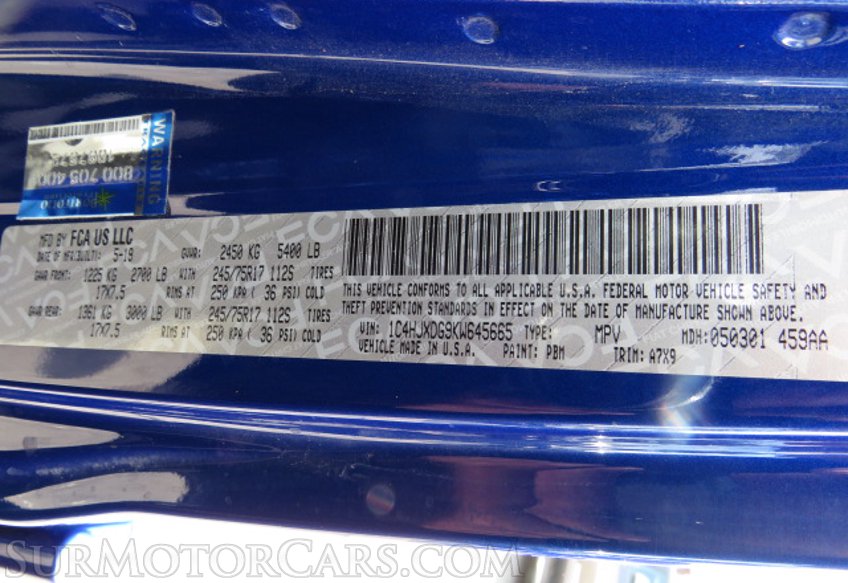 WARNING
800 705 400
MFD BY FCA US LLC
DATE OF MFR(BUILT): 5-19 GVWR: 2450 KG 5400 LB
GAWR FRONT: 1225 KG 2700 LB WITH 245/75R17 112S TIRES
17X7.5 RIMS AT 250 KPA ( 36 PSI) COLD
GAWR REAR: 1361 KG 3000 LB WITH 245/75R17 112S TIRES
17X7.5 RIMS AT 250 KPA ( 36 PSI) COLD
THIS VEHICLE CONFORMS TO ALL APPLICABLE U.S.A. FEDERAL MOTOR VEHICLE SAFETY AND
THEFT PREVENTION STANDARDS IN EFFECT ON THE DATE OF MANUFACTURE SHOWN ABOVE.
VIN: 1C4HJXDG9KW645665 TYPE: MPV MDH: 050301 459AA
VEHICLE MADE IN U.S.A. PAINT: PBM TRIM: A7X9
SURMOTORCARS.COM